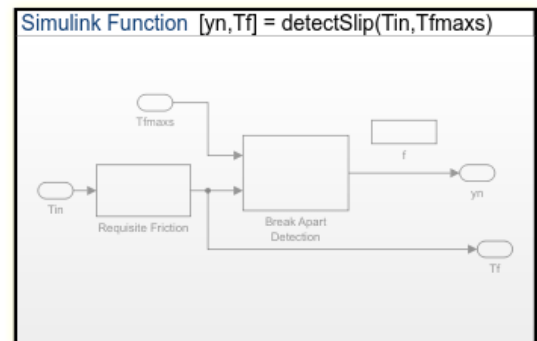 Simulink Function [yn,Tf] = detectSlip(Tin,Tfmaxs)
Tfmaxs
f
yn
Tin
Requisite Friction
Break Apart
Detection
Tf